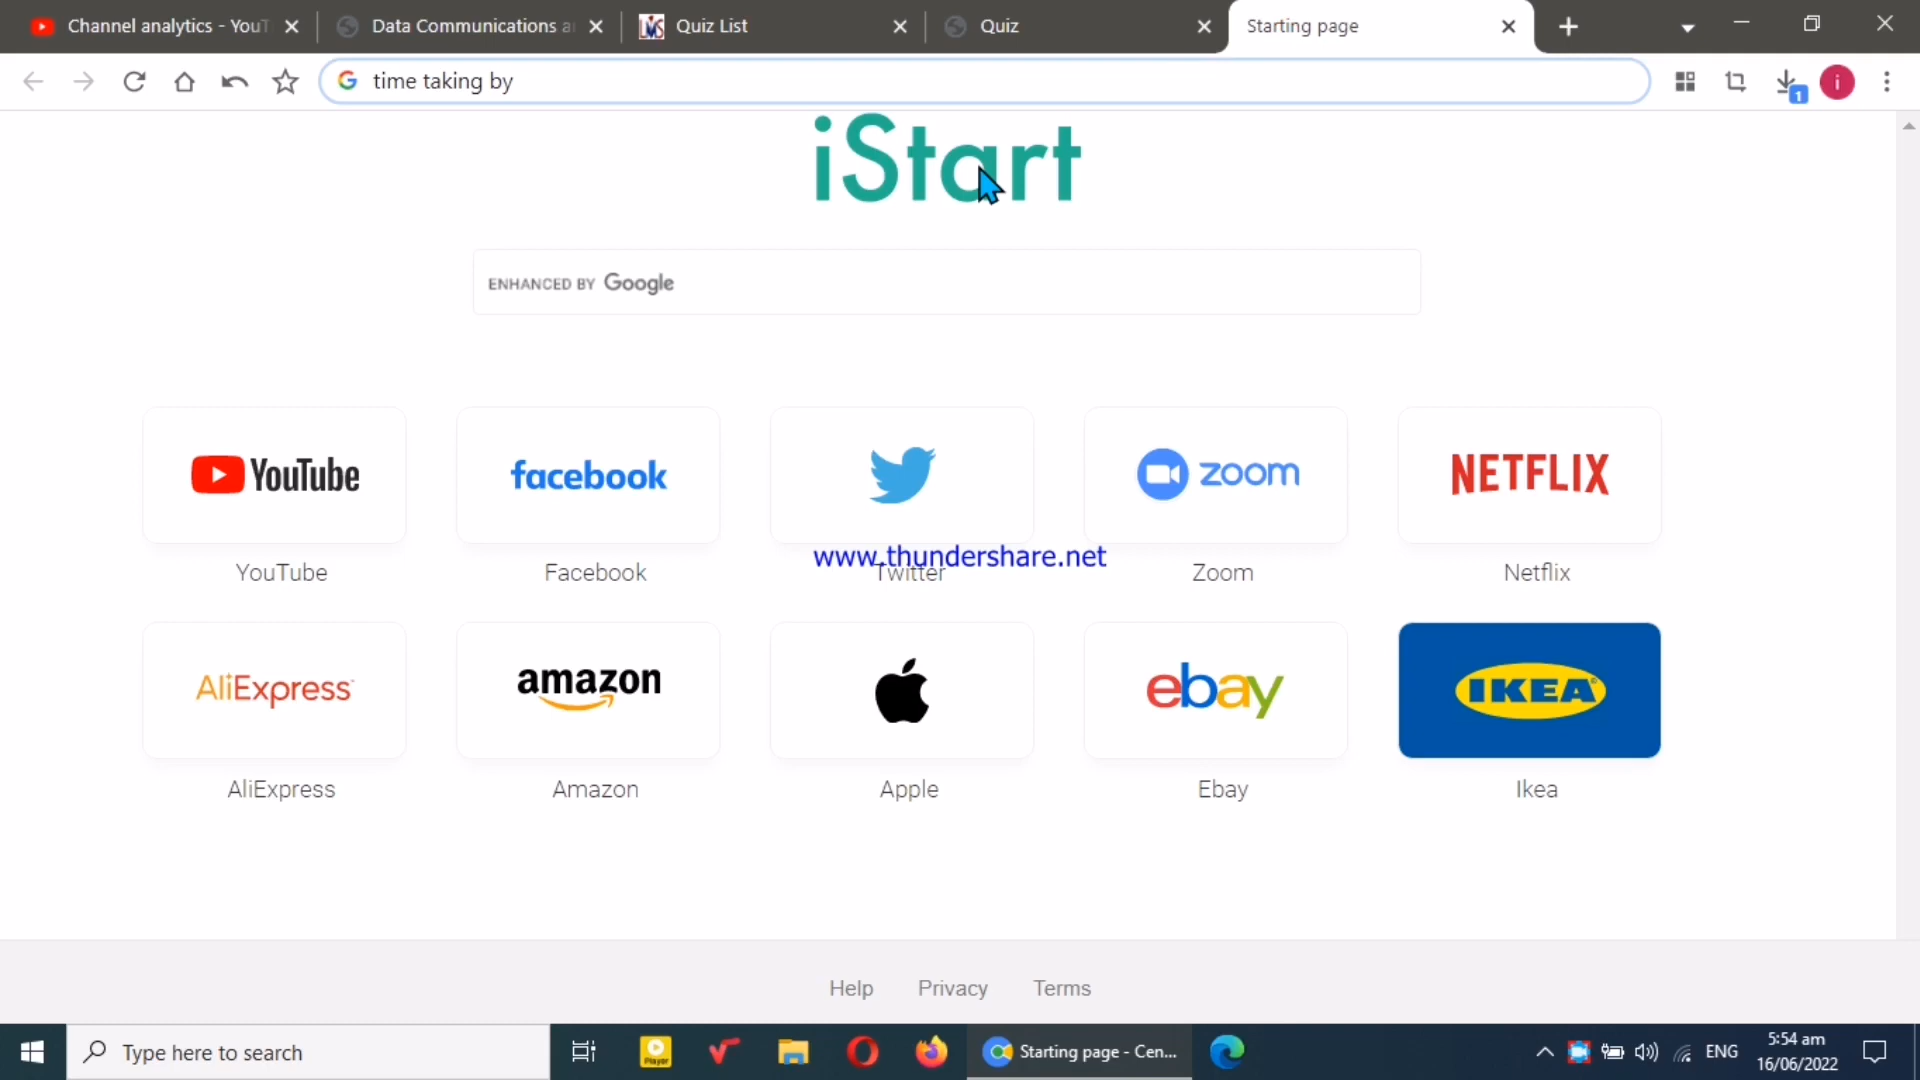 Channel analytics - YouT
Data Communications a
Quiz List
Quiz
Starting page
time taking by
1
i
iStart
ENHANCED BY Google
YouTube
facebook
zoom
NETFLIX
www.thundershare.net
YouTube
Facebook
Twitter
Zoom
Netflix
AliExpress
amazon
ebay
IKEA
AliExpress
Amazon
Apple
Ebay
Ikea
Help
Privacy
Terms
Type here to search
Player
Starting page - Cen...
ENG
5:54 am
16/06/2022